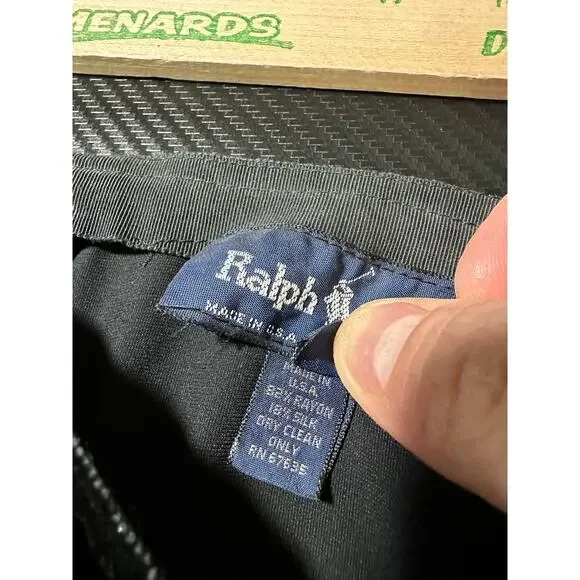 MENARDS
D
Ralph
MADE IN U.S.A
MADE IN
U.S.A.
82% RAYON
18% SILK
DRY CLEAN
ONLY
RN 67635